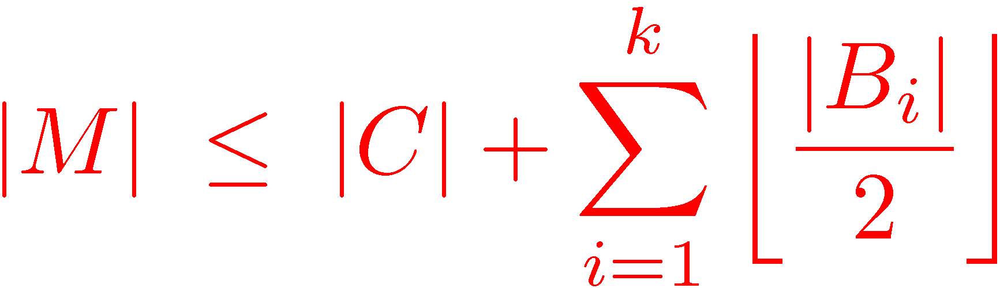 |M| ≤ |C| + \sum_{i=1}^{k} \left\lfloor \frac{|B_i|}{2} \right\rfloor